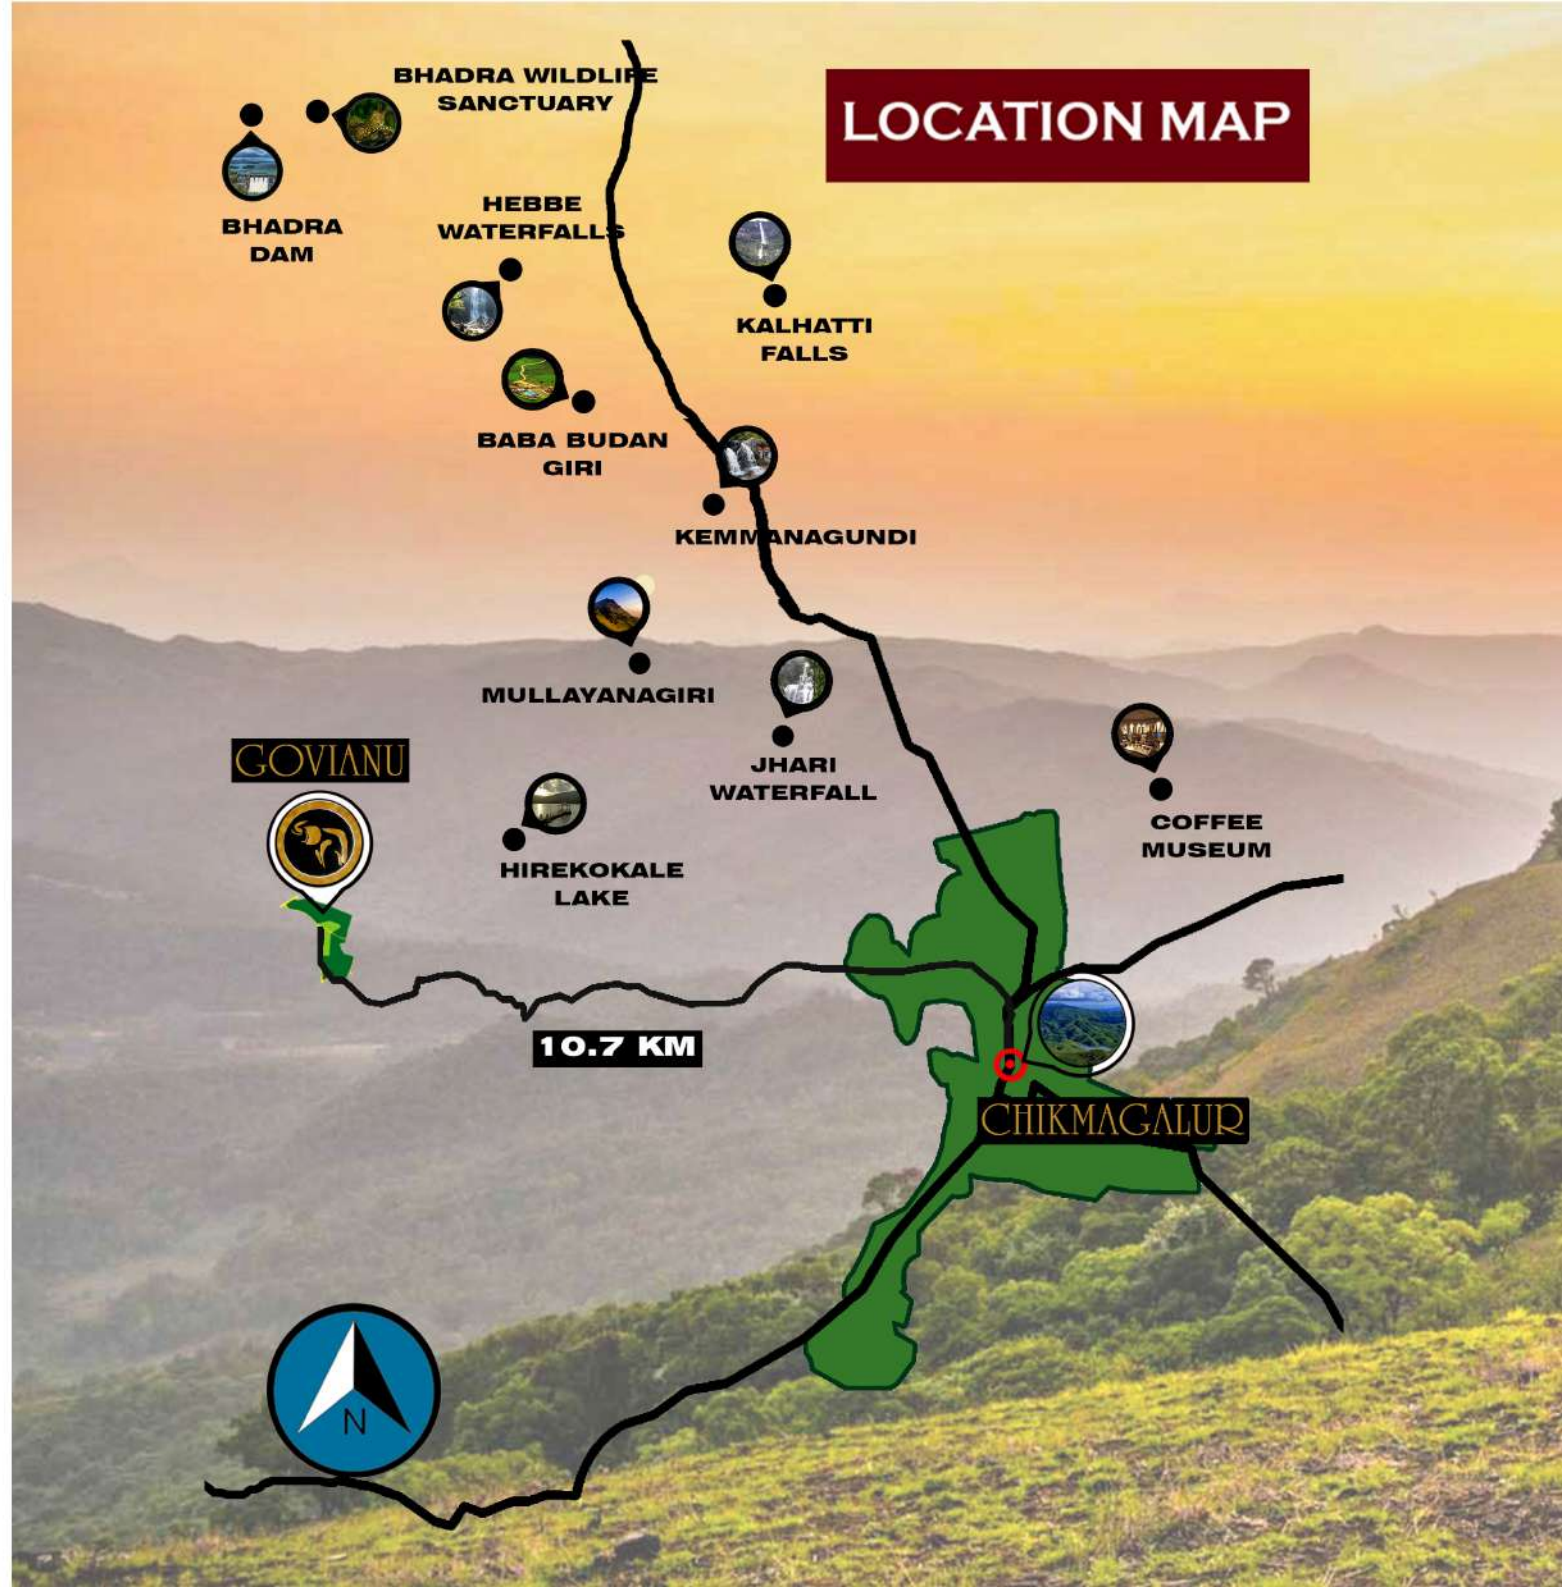 BHADRA WILDLIFE
SANCTUARY
LOCATION MAP
BHADRA
DAM
HEBBE
WATERFALLS
KALHATTI
FALLS
BABA BUDAN
GIRI
KEMMANAGUNDI
MULLAYANAGIRI
GOVIANU
JHARI
WATERFALL
COFFEE
MUSEUM
HIREKOKALE
LAKE
10.7 KM
CHIKMAGALUR
N